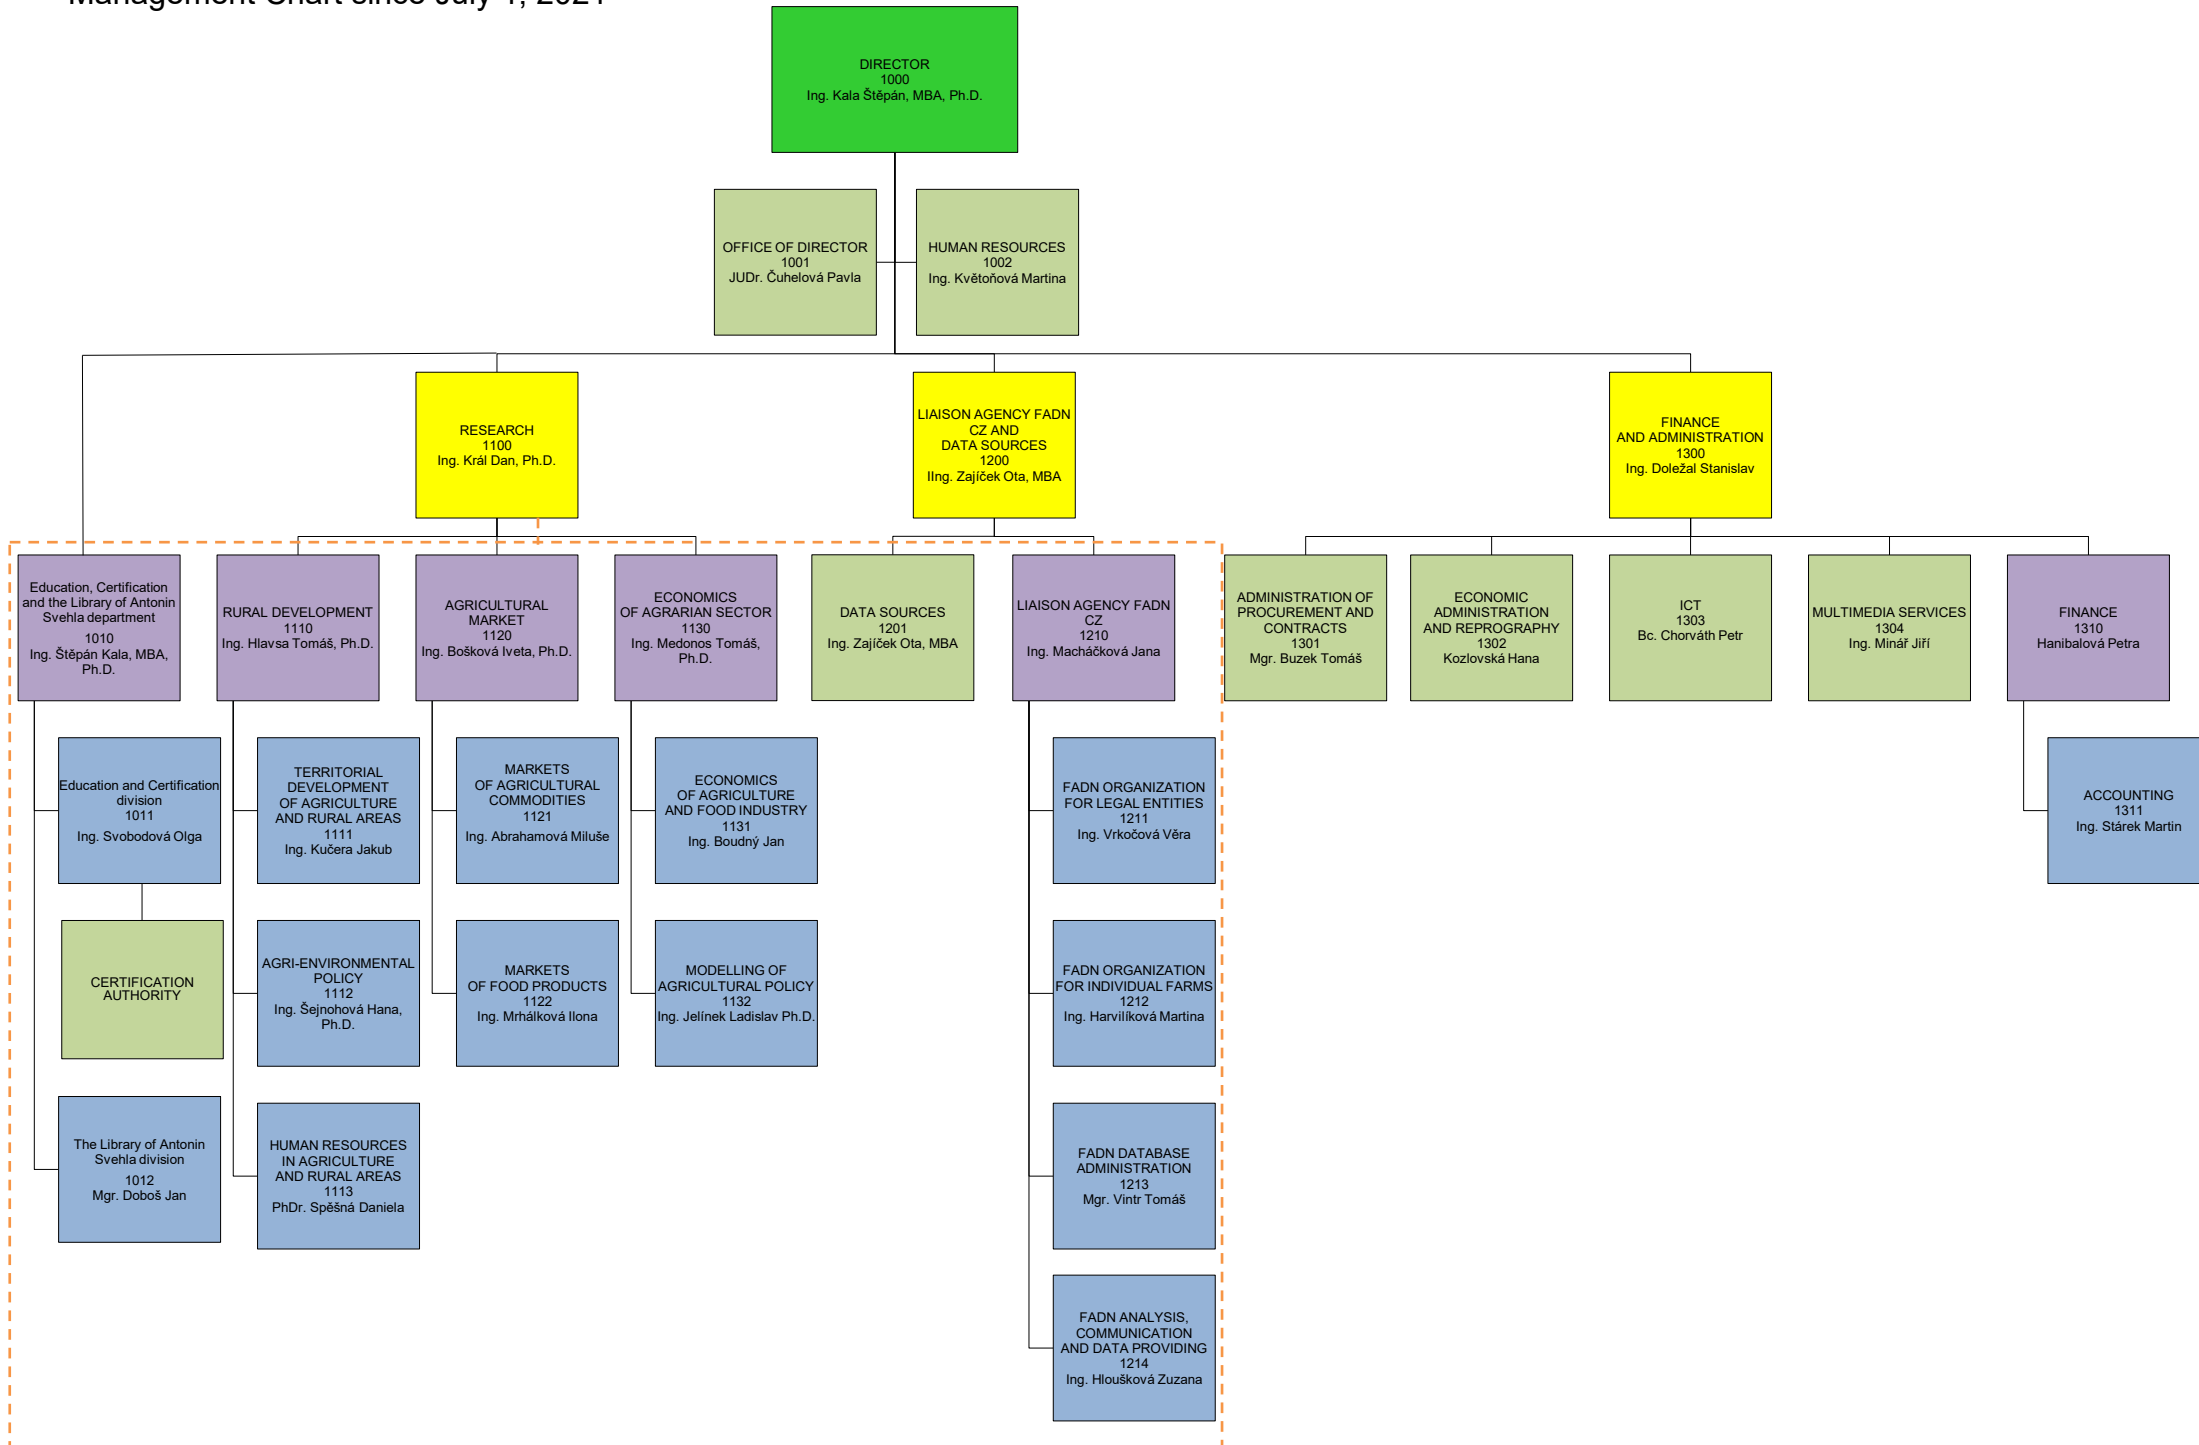 Management Chart since July 1, 2021
DIRECTOR
1000
Ing. Kala Štěpán, MBA, Ph.D.
OFFICE OF DIRECTOR
1001
JUDr. Čuhelová Pavla
HUMAN RESOURCES
1002
Ing. Květoňová Martina
RESEARCH
1100
Ing. Král Dan, Ph.D.
LIAISON AGENCY FADN
CZ AND
DATA SOURCES
1200
IIng. Zajíček Ota, MBA
FINANCE
AND ADMINISTRATION
1300
Ing. Doležal Stanislav
Education, Certification
and the Library of Antonin
Svehla department
1010
Ing. Štěpán Kala, MBA,
Ph.D.
RURAL DEVELOPMENT
1110
Ing. Hlavsa Tomáš, Ph.D.
AGRICULTURAL
MARKET
1120
Ing. Bošková Iveta, Ph.D.
ECONOMICS
OF AGRARIAN SECTOR
1130
Ing. Medonos Tomáš,
Ph.D.
DATA SOURCES
1201
Ing. Zajíček Ota, MBA
LIAISON AGENCY FADN
CZ
1210
Ing. Macháčková Jana
ADMINISTRATION OF
PROCUREMENT AND
CONTRACTS
1301
Mgr. Buzek Tomáš
ECONOMIC
ADMINISTRATION
AND REPROGRAPHY
1302
Kozlovská Hana
ICT
1303
Bc. Chorváth Petr
MULTIMEDIA SERVICES
1304
Ing. Minář Jiří
FINANCE
1310
Hanibalová Petra
Education and Certification
division
1011
Ing. Svobodová Olga
TERRITORIAL
DEVELOPMENT
OF AGRICULTURE
AND RURAL AREAS
1111
Ing. Kučera Jakub
MARKETS
OF AGRICULTURAL
COMMODITIES
1121
Ing. Abrahamová Miluše
ECONOMICS
OF AGRICULTURE
AND FOOD INDUSTRY
1131
Ing. Boudný Jan
FADN ORGANIZATION
FOR LEGAL ENTITIES
1211
Ing. Vrkočová Věra
ACCOUNTING
1311
Ing. Stárek Martin
CERTIFICATION
AUTHORITY
AGRI-ENVIRONMENTAL
POLICY
1112
Ing. Šejnohová Hana,
Ph.D.
MARKETS
OF FOOD PRODUCTS
1122
Ing. Mrhálková Ilona
MODELLING OF
AGRICULTURAL POLICY
1132
Ing. Jelínek Ladislav Ph.D.
FADN ORGANIZATION
FOR INDIVIDUAL FARMS
1212
Ing. Harvilíková Martina
The Library of Antonin
Svehla division
1012
Mgr. Doboš Jan
HUMAN RESOURCES
IN AGRICULTURE
AND RURAL AREAS
1113
PhDr. Spěšná Daniela
FADN DATABASE
ADMINISTRATION
1213
Mgr. Vintr Tomáš
FADN ANALYSIS,
COMMUNICATION
AND DATA PROVIDING
1214
Ing. Hloušková Zuzana